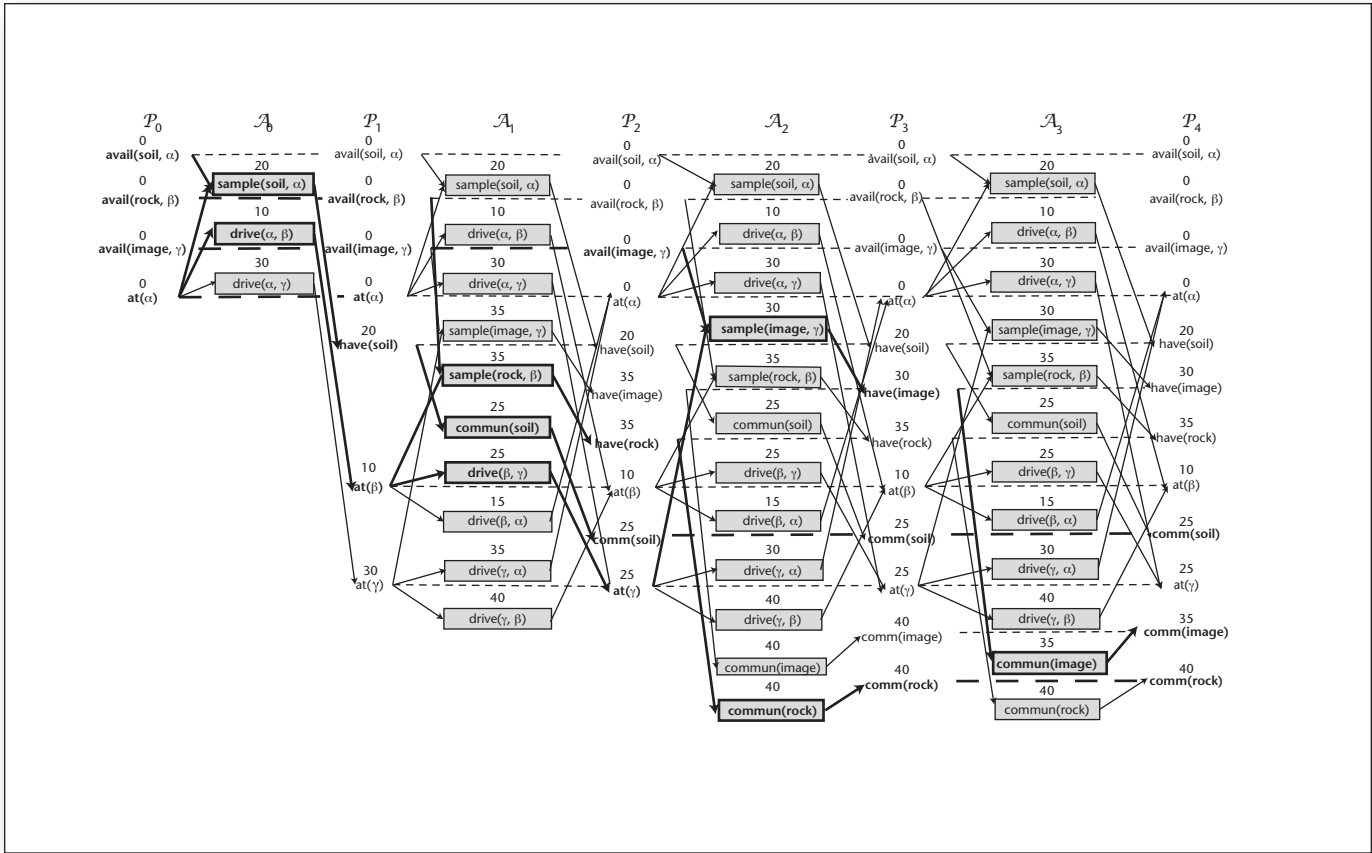 𝒫0
0
avail(soil, α)
0
avail(rock, β)
0
avail(image, γ)
0
at(α)
𝒜0
20
sample(soil, α)
10
drive(α, β)
30
drive(α, γ)
𝒫1
0
avail(soil, α)
0
avail(rock, β)
0
avail(image, γ)
0
at(α)
20
have(soil)
10
at(β)
30
at(γ)
𝒜1
20
sample(soil, α)
10
drive(α, β)
30
drive(α, γ)
35
sample(image, γ)
35
sample(rock, β)
25
commun(soil)
25
drive(β, γ)
15
drive(β, α)
35
drive(γ, α)
40
drive(γ, β)
𝒫2
0
avail(soil, α)
0
avail(rock, β)
0
avail(image, γ)
0
at(α)
20
have(soil)
35
have(image)
35
have(rock)
10
at(β)
25
comm(soil)
25
at(γ)
𝒜2
20
sample(soil, α)
10
drive(α, β)
30
drive(α, γ)
30
sample(image, γ)
35
sample(rock, β)
25
commun(soil)
25
drive(β, γ)
15
drive(β, α)
30
drive(γ, α)
40
drive(γ, β)
40
commun(image)
40
commun(rock)
𝒫3
0
avail(soil, α)
0
avail(rock, β)
0
avail(image, γ)
0
at(α)
20
have(soil)
30
have(image)
35
have(rock)
10
at(β)
25
comm(soil)
25
at(γ)
40
comm(image)
40
comm(rock)
𝒜3
20
sample(soil, α)
10
drive(α, β)
30
drive(α, γ)
30
sample(image, γ)
35
sample(rock, β)
25
commun(soil)
25
drive(β, γ)
15
drive(β, α)
30
drive(γ, α)
40
drive(γ, β)
35
commun(image)
40
commun(rock)
𝒫4
0
avail(soil, α)
0
avail(rock, β)
0
avail(image, γ)
0
at(α)
20
have(soil)
30
have(image)
35
have(rock)
10
at(β)
25
comm(soil)
25
at(γ)
35
comm(image)
40
comm(rock)